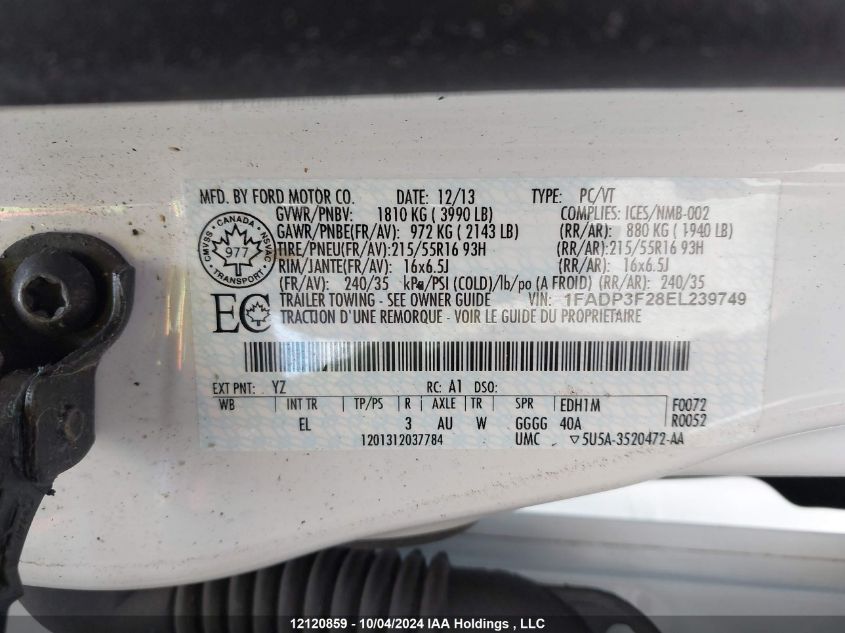 MFD. BY FORD MOTOR CO. DATE: 12/13 TYPE: PC/VT
GVWR/PNBV: 1810 KG ( 3990 LB) COMPLIES: ICES/NMB-002
GAWR/PNBE(FR/AV): 972 KG ( 2143 LB) (RR/AR): 880 KG ( 1940 LB)
TIRE/PNEU(FR/AV):215/55R16 93H (RR/AR):215/55R16 93H
RIM/JANTE(FR/AV): 16x6.5J (RR/AR): 16x6.5J
(FR/AV): 240/35 kPa/PSI (COLD)/lb/po (A FROID) (RR/AR): 240/35
TRAILER TOWING - SEE OWNER GUIDE VIN: 1FADP3F28EL239749
TRACTION D'UNE REMORQUE - VOIR LE GUIDE DU PROPRIETAIRE
CANADA
CMVSS NSVAC
977
TRANSPORT
EC
EXT PNT: YZ RC: A1 DSO:
WB INT TR TP/PS R AXLE TR SPR EDH1M F0072
EL 3 AU W GGGG 40A R0052
1201312037784 UMC ▽5U5A-3520472-AA
12120859 - 10/04/2024 IAA Holdings , LLC